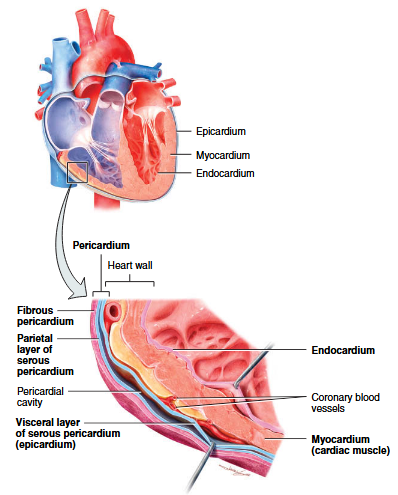 Epicardium
Myocardium
Endocardium
Pericardium
Heart wall
Fibrous
pericardium
Parietal
layer of
serous
pericardium
Pericardial
cavity
Visceral layer
of serous pericardium
(epicardium)
Endocardium
Coronary blood
vessels
Myocardium
(cardiac muscle)